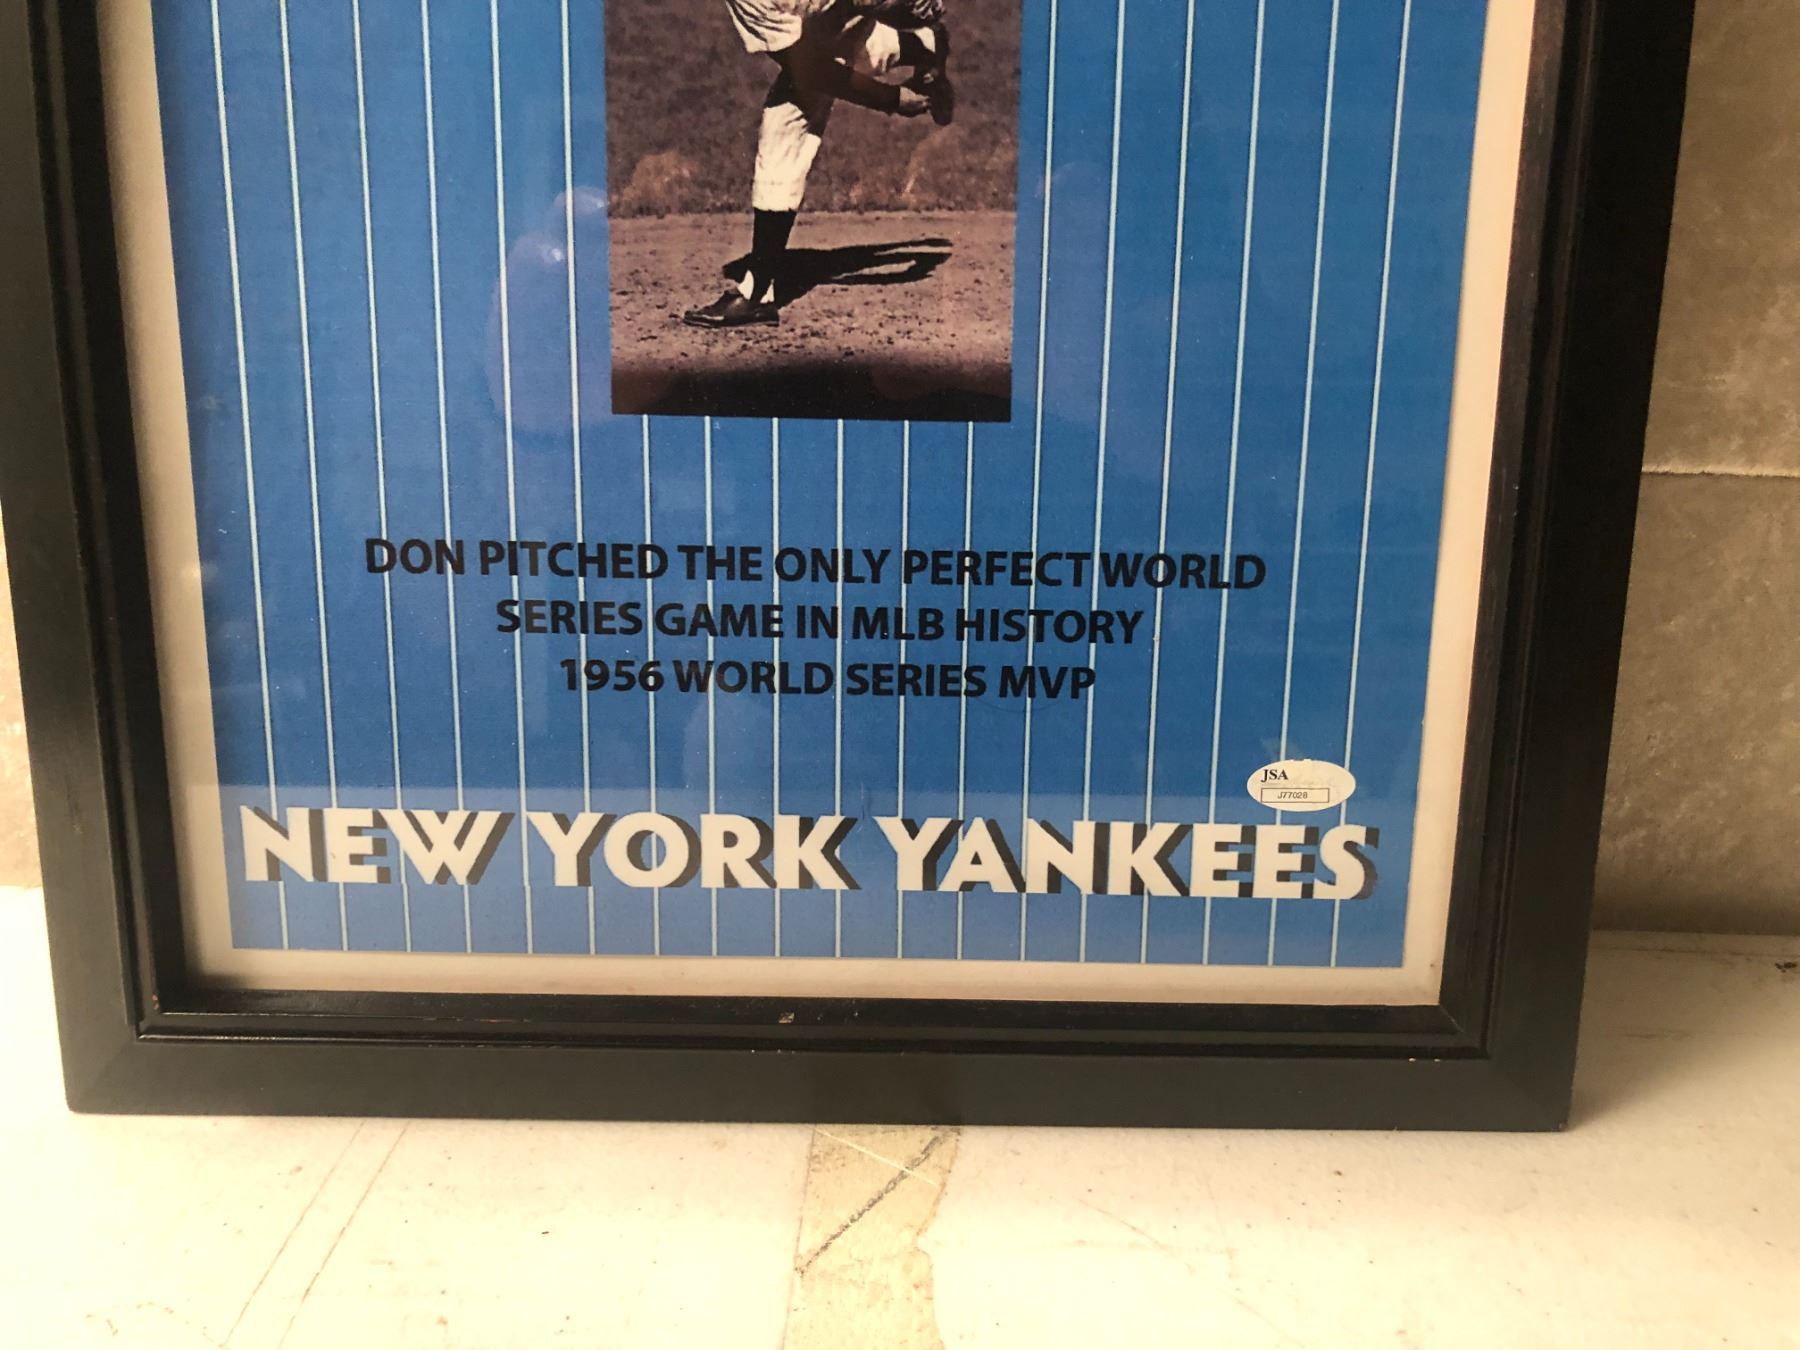 DON PITCHED THE ONLY PERFECT WORLD
SERIES GAME IN MLB HISTORY
1956 WORLD SERIES MVP
JSA
J77028
NEW YORK YANKEES